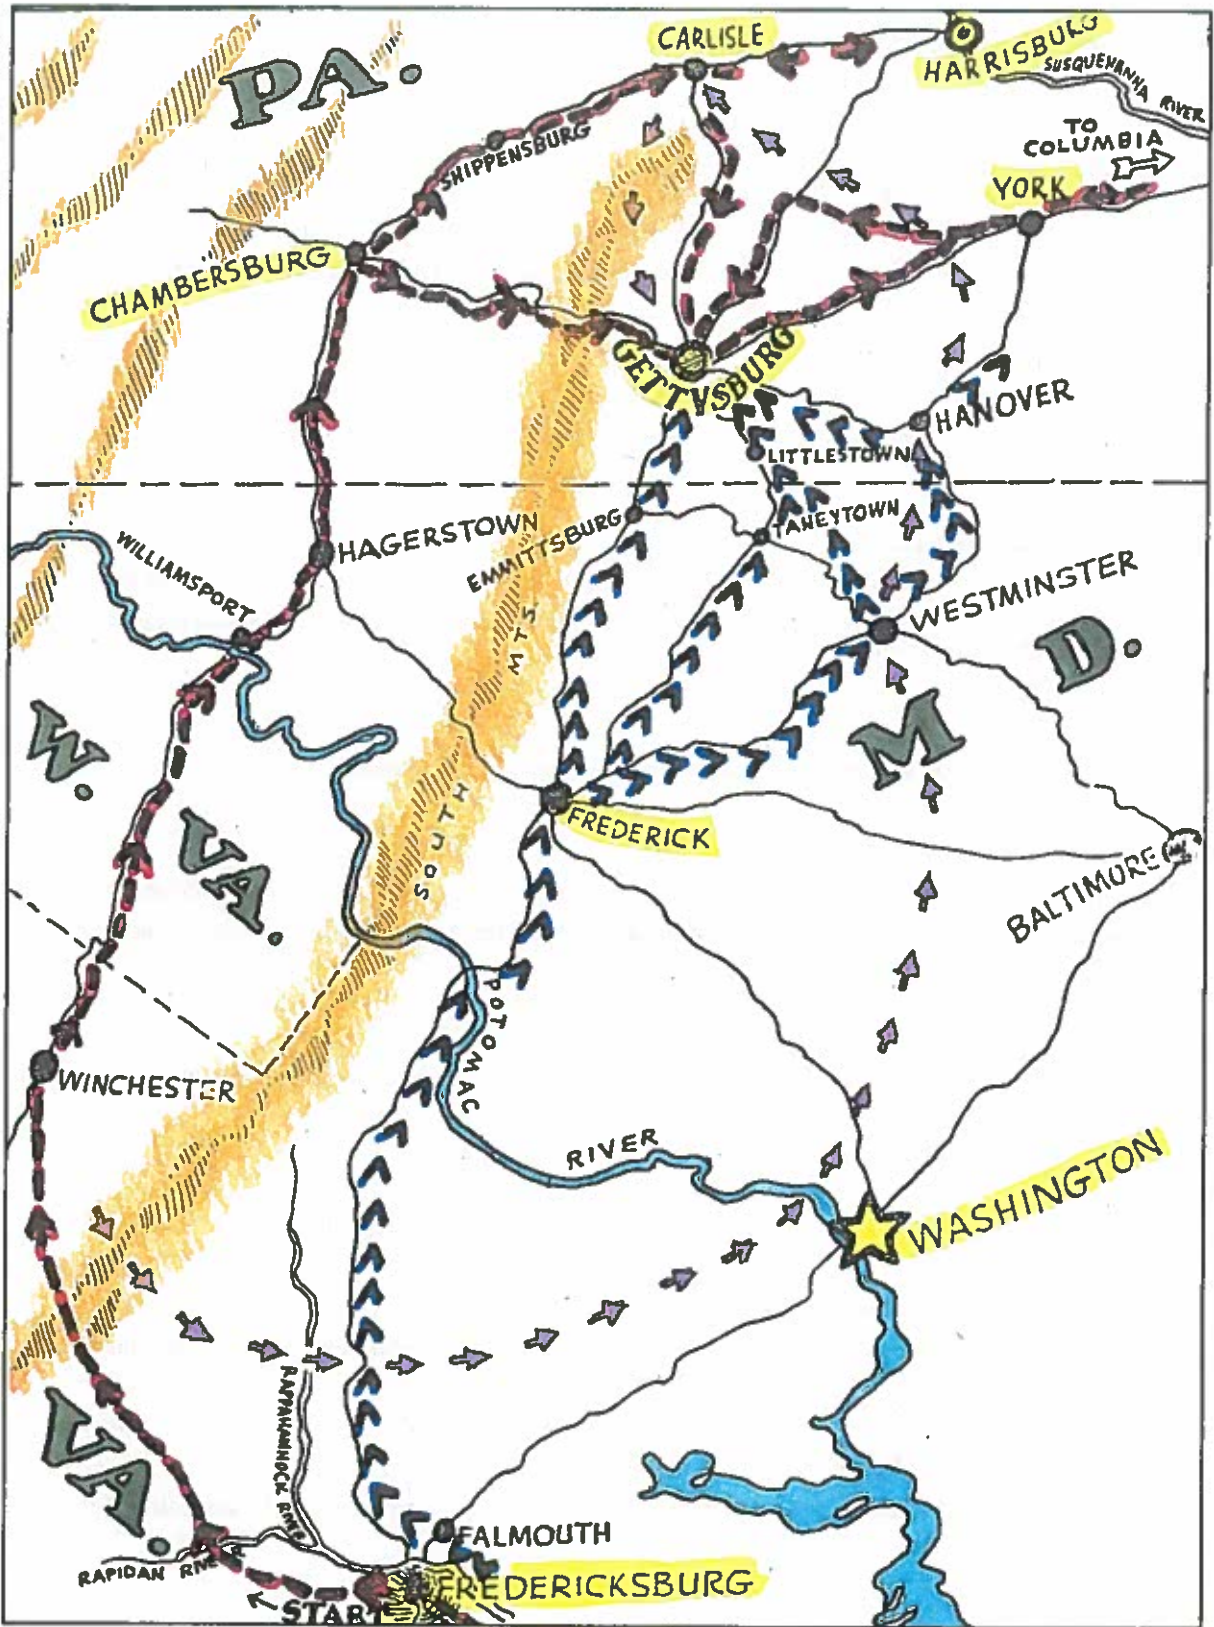 CARLISLE
HARRISBURG
SUSQUEHANNA RIVER
PA.
TO
COLUMBIA
SHIPPENSBURG
YORK
CHAMBERSBURG
GETTYSBURG
HANOVER
LITTLESTOWN
TANEYTOWN
HAGERSTOWN
EMMITTSBURG
WILLIAMSPORT
WESTMINSTER
M D.
SOUTH MTS
W. VA.
FREDERICK
BALTIMORE
POTOMAC RIVER
WINCHESTER
WASHINGTON
RAPPAHANNOCK RIVER
VA.
FALMOUTH
RAPIDAN RIVER
FREDERICKSBURG
START